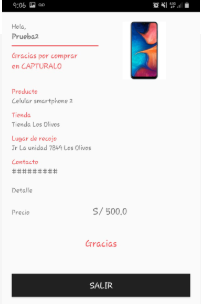 9:06
Hola,
Prueba2
Gracias por comprar
en CAPTURALO
Producto
Celular smartphone 2
Tienda
Tienda Los Olivos
Lugar de recojo
Jr La unidad 7849 Los Olivos
Contacto
#########
Detalle
Precio S/ 500.0
Gracias
SALIR